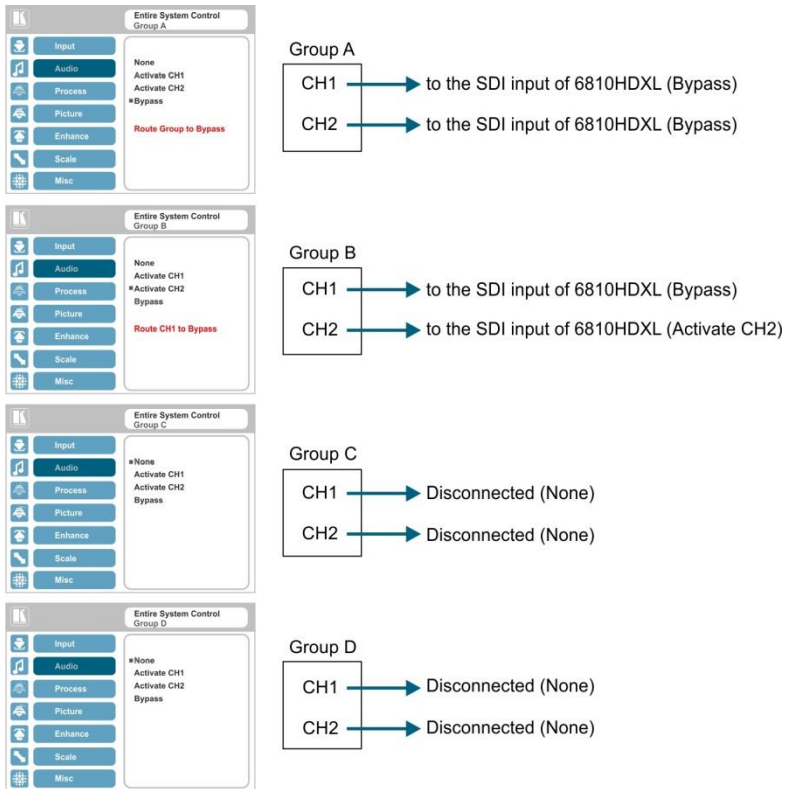 Entire System Control
Group A
Input
Audio
Process
Picture
Enhance
Scale
Misc
None
Activate CH1
Activate CH2
Bypass
Route Group to Bypass
Group A
CH1 to the SDI input of 6810HDXL (Bypass)
CH2 to the SDI input of 6810HDXL (Bypass)
Entire System Control
Group B
Input
Audio
Process
Picture
Enhance
Scale
Misc
None
Activate CH1
Activate CH2
Bypass
Route CH1 to Bypass
Group B
CH1 to the SDI input of 6810HDXL (Bypass)
CH2 to the SDI input of 6810HDXL (Activate CH2)
Entire System Control
Group C
Input
Audio
Process
Picture
Enhance
Scale
Misc
None
Activate CH1
Activate CH2
Bypass
Group C
CH1 Disconnected (None)
CH2 Disconnected (None)
Entire System Control
Group D
Input
Audio
Process
Picture
Enhance
Scale
Misc
None
Activate CH1
Activate CH2
Bypass
Group D
CH1 Disconnected (None)
CH2 Disconnected (None)